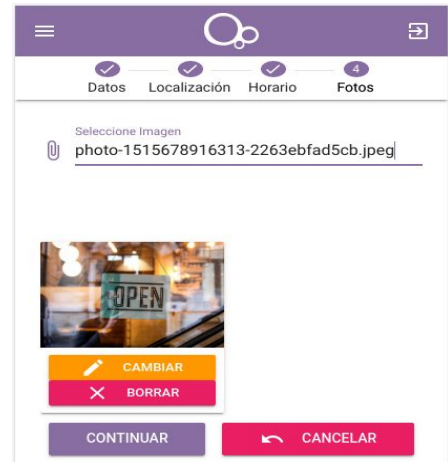 4
Datos Localización Horario Fotos
Seleccione Imagen
photo-1515678916313-2263ebfad5cb.jpeg
OPEN
CAMBIAR
BORRAR
CONTINUAR CANCELAR